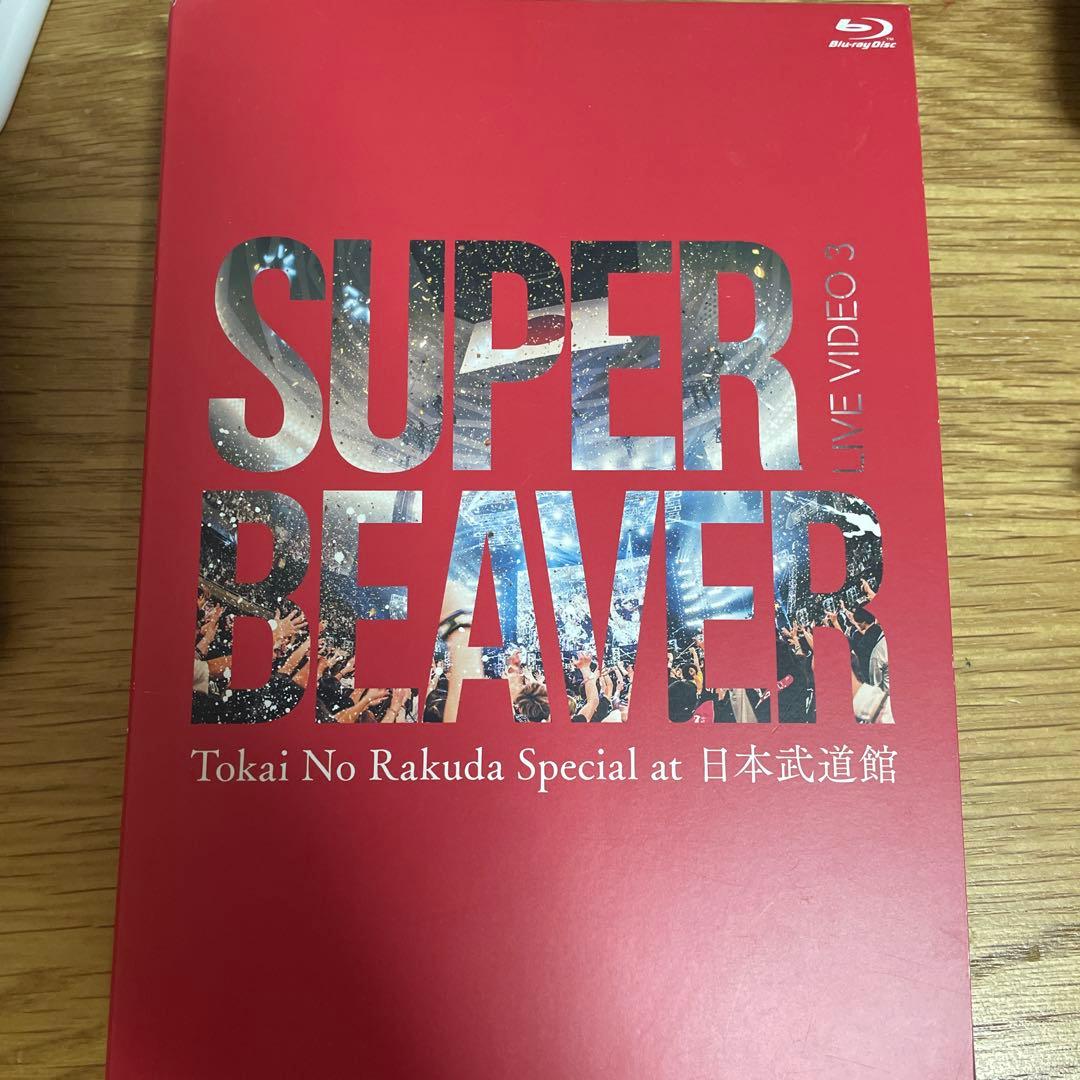 Blu-ray Disc
SUPER
BEAVER
LIVE VIDEO 3
Tokai No Rakuda Special at 日本武道館